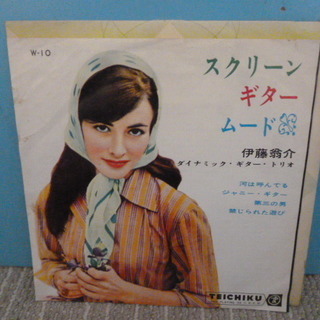 W-10
スクリーン
ギター
ムード
伊藤翁介
ダイナミック・ギター・トリオ
河は呼んでる
ジャニー・ギター
第三の男
禁じられた遊び
TEICHIKU